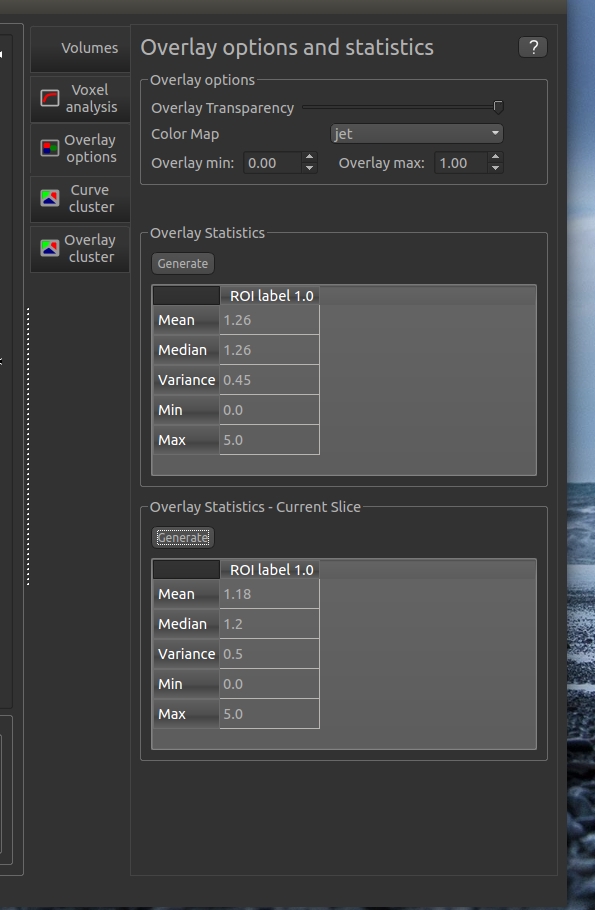 Volumes
Voxel
analysis
Overlay
options
Curve
cluster
Overlay
cluster
Overlay options and statistics
?
Overlay options
Overlay Transparency
Color Map jet
Overlay min: 0.00 Overlay max: 1.00
Overlay Statistics
Generate
ROI label 1.0
Mean 1.26
Median 1.26
Variance 0.45
Min 0.0
Max 5.0
Overlay Statistics - Current Slice
Generate
ROI label 1.0
Mean 1.18
Median 1.2
Variance 0.5
Min 0.0
Max 5.0